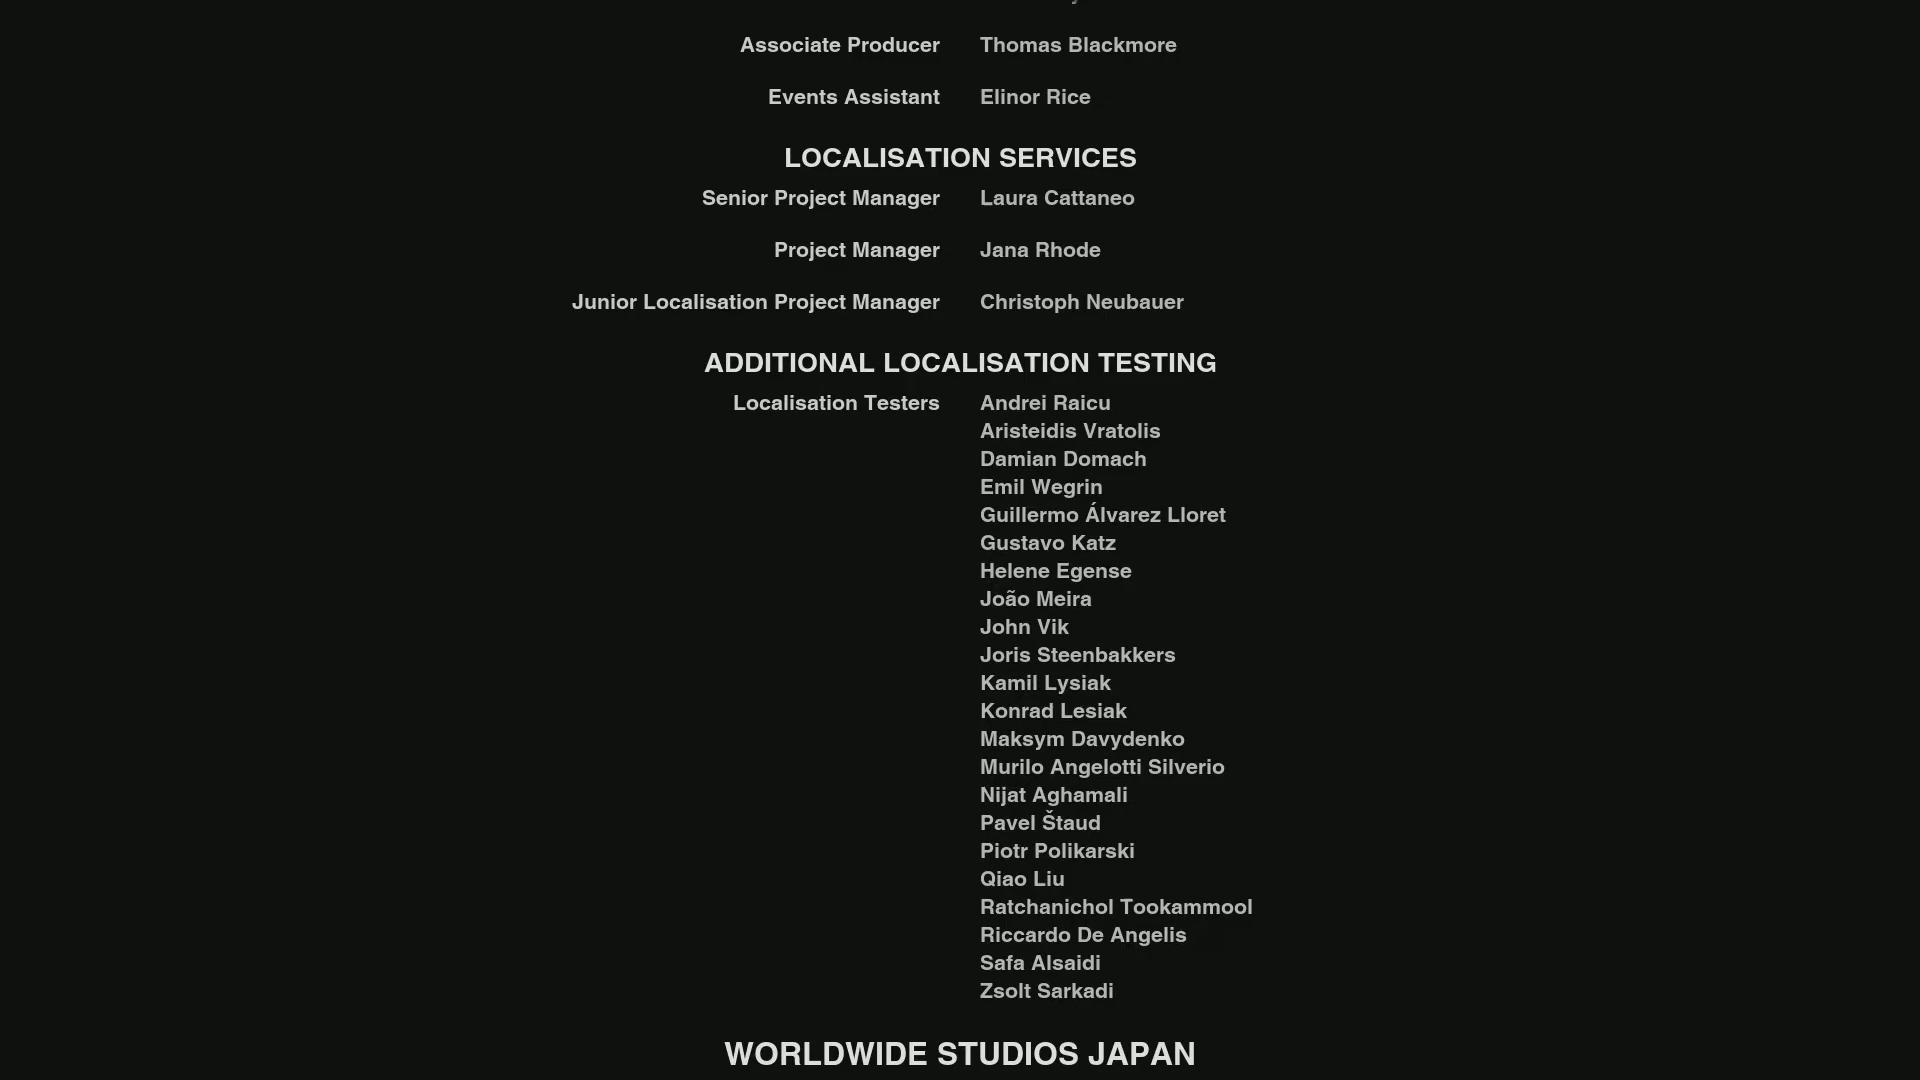 Associate Producer Thomas Blackmore
Events Assistant Elinor Rice
LOCALISATION SERVICES
Senior Project Manager Laura Cattaneo
Project Manager Jana Rhode
Junior Localisation Project Manager Christoph Neubauer
ADDITIONAL LOCALISATION TESTING
Localisation Testers Andrei Raicu
Aristeidis Vratolis
Damian Domach
Emil Wegrin
Guillermo Álvarez Lloret
Gustavo Katz
Helene Egense
João Meira
John Vik
Joris Steenbakkers
Kamil Lysiak
Konrad Lesiak
Maksym Davydenko
Murilo Angelotti Silverio
Nijat Aghamali
Pavel Štaud
Piotr Polikarski
Qiao Liu
Ratchanichol Tookammool
Riccardo De Angelis
Safa Alsaidi
Zsolt Sarkadi
WORLDWIDE STUDIOS JAPAN